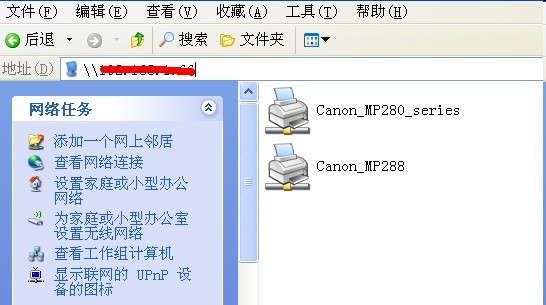 文件(F) 编辑(E) 查看(V) 收藏(A) 工具(T) 帮助(H)
后退 搜索 文件夹
地址(D) \\
网络任务
Canon_MP280_series
Canon_MP288
添加一个网上邻居
查看网络连接
设置家庭或小型办公
网络
为家庭或小型办公室
设置无线网络
查看工作组计算机
显示联网的 UPnP 设
备的图标